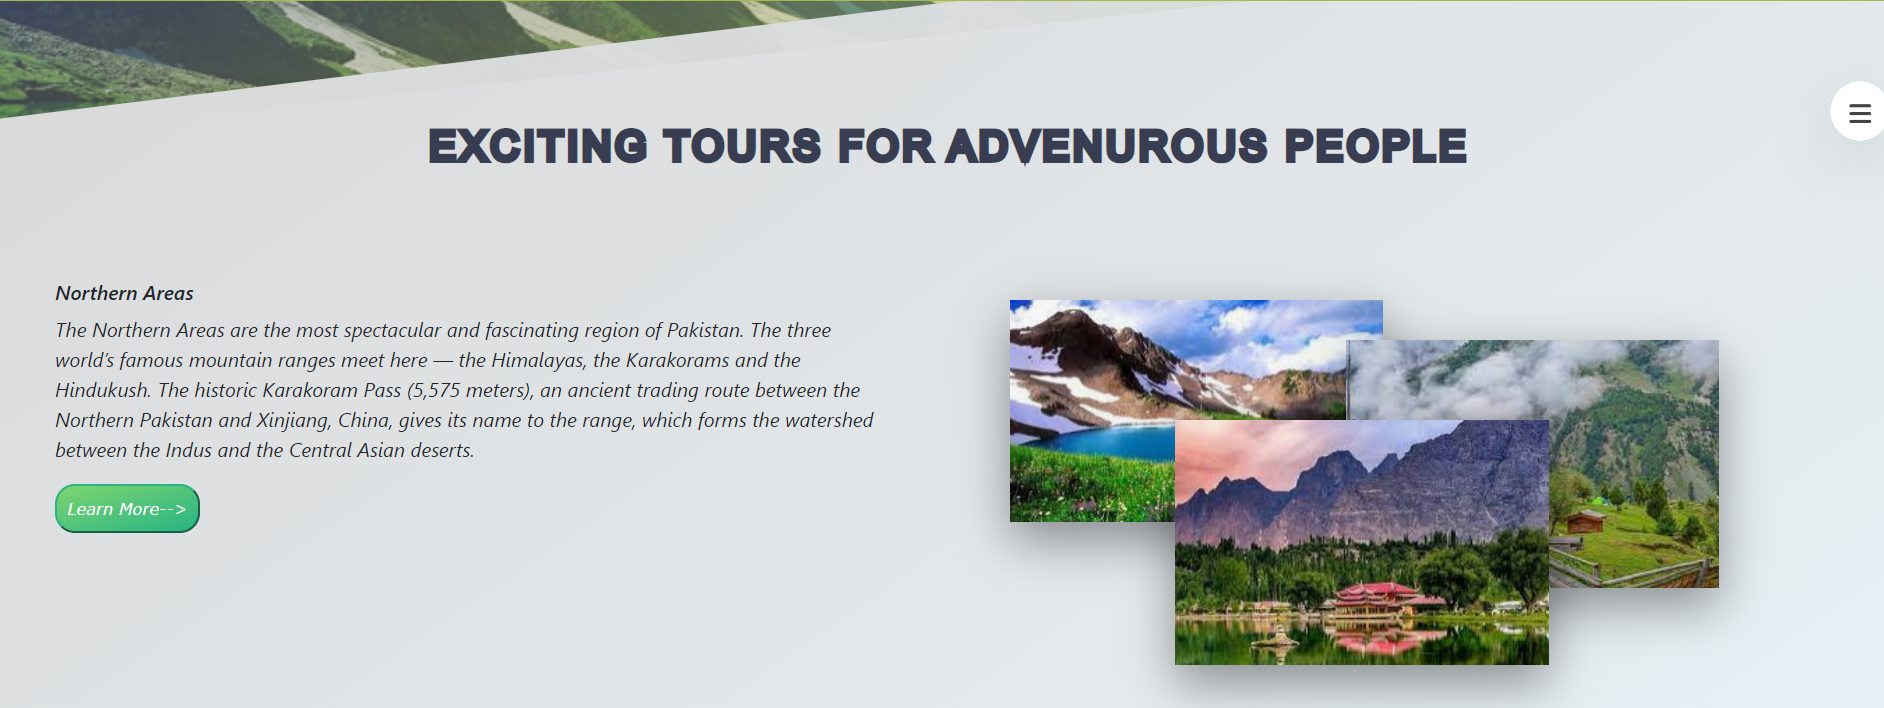 EXCITING TOURS FOR ADVENUROUS PEOPLE
Northern Areas
The Northern Areas are the most spectacular and fascinating region of Pakistan. The three
world's famous mountain ranges meet here — the Himalayas, the Karakorams and the
Hindukush. The historic Karakoram Pass (5,575 meters), an ancient trading route between the
Northern Pakistan and Xinjiang, China, gives its name to the range, which forms the watershed
between the Indus and the Central Asian deserts.
Learn More-->